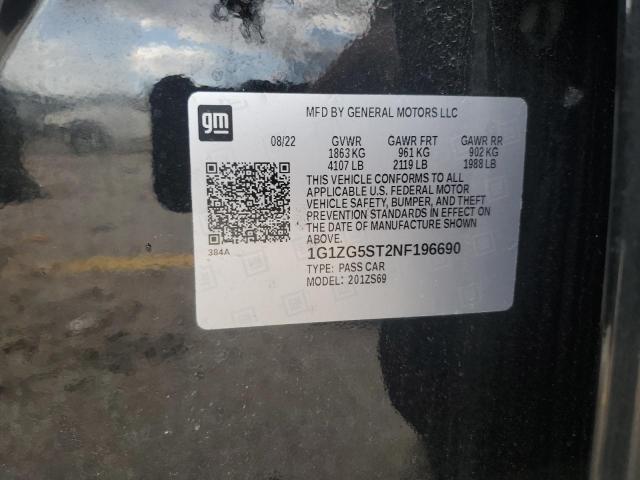 gm
MFD BY GENERAL MOTORS LLC
08/22 GVWR GAWR FRT GAWR RR
1863 KG 961 KG 902 KG
4107 LB 2119 LB 1988 LB
THIS VEHICLE CONFORMS TO ALL
APPLICABLE U.S. FEDERAL MOTOR
VEHICLE SAFETY, BUMPER, AND THEFT
PREVENTION STANDARDS IN EFFECT ON
THE DATE OF MANUFACTURE SHOWN
ABOVE.
384A
1G1ZG5ST2NF196690
TYPE: PASS CAR
MODEL: 201ZS69